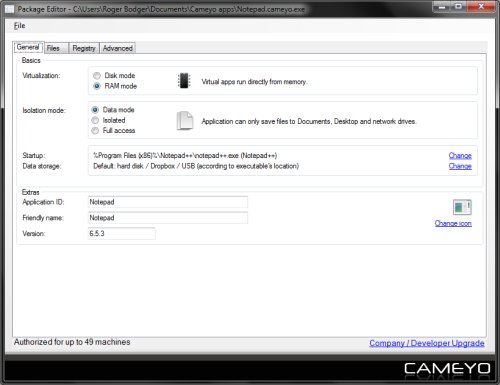 Package Editor - C:\Users\Roger Bodger\Documents\Cameyo apps\Notepad.cameyo.exe
File
General Files Registry Advanced
Basics
Virtualization:
Disk mode
RAM mode
Virtual apps run directly from memory.
Isolation mode:
Data mode
Isolated
Full access
Application can only save files to Documents, Desktop and network drives.
Startup: %Program Files (x86)%\Notepad++\notepad++.exe (Notepad++) Change
Data storage: Default: hard disk / Dropbox / USB (according to executable's location) Change
Extras
Application ID: Notepad
Friendly name: Notepad
Change icon
Version: 6.5.3
Authorized for up to 49 machines Company / Developer Upgrade
CAMEYO